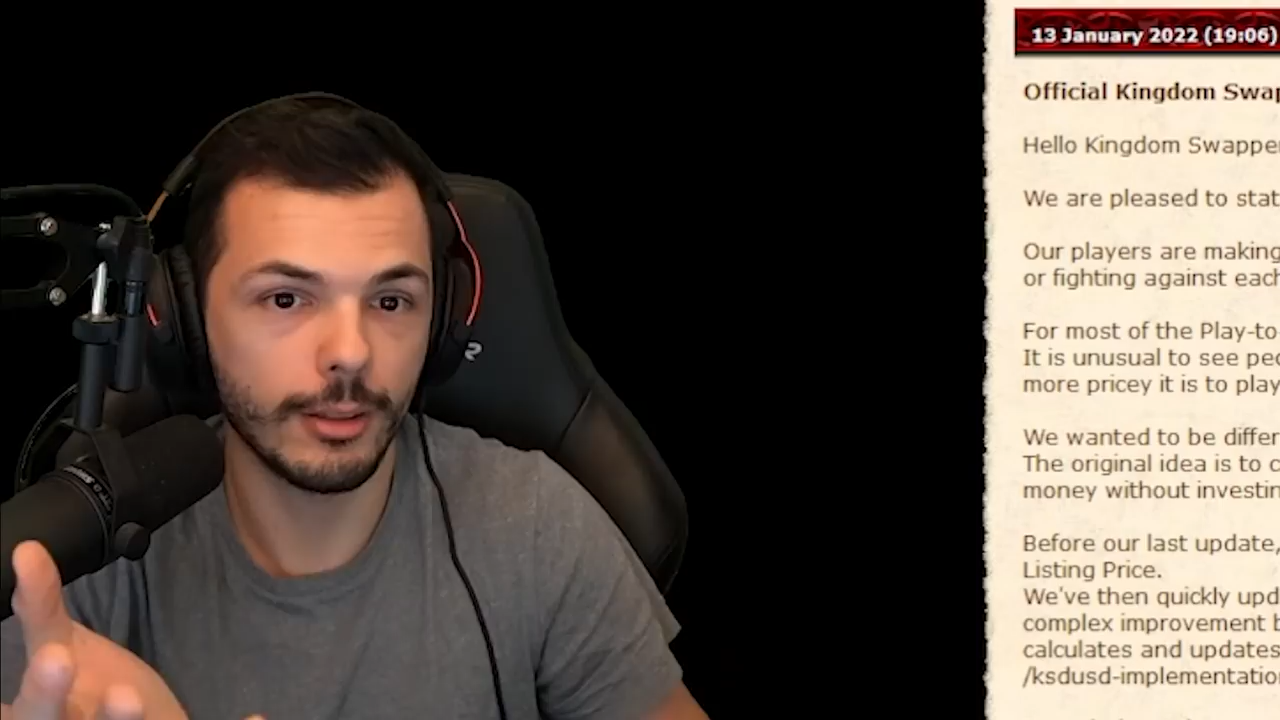 13 January 2022 (19:06)
Official Kingdom Swap
Hello Kingdom Swapper
We are pleased to stat
Our players are making
or fighting against each
For most of the Play-to
It is unusual to see peo
more pricey it is to play
We wanted to be differ
The original idea is to c
money without investin
Before our last update,
Listing Price.
We've then quickly upd
complex improvement b
calculates and updates
/ksdusd-implementation